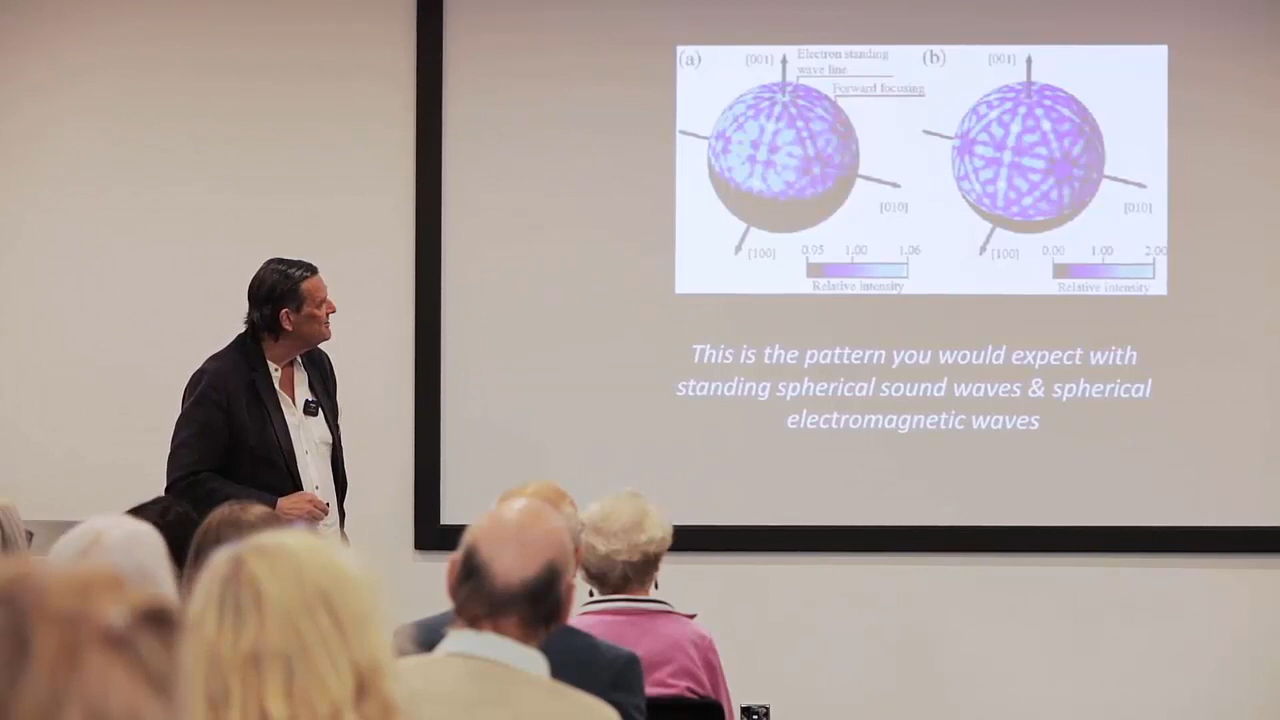 (a)
[001]
Electron standing
wave line
Forward focusing
[010]
[100]
0.95 1.00 1.06
Relative intensity
(b)
[001]
[010]
[100]
0.00 1.00 2.00
Relative intensity
This is the pattern you would expect with
standing spherical sound waves & spherical
electromagnetic waves